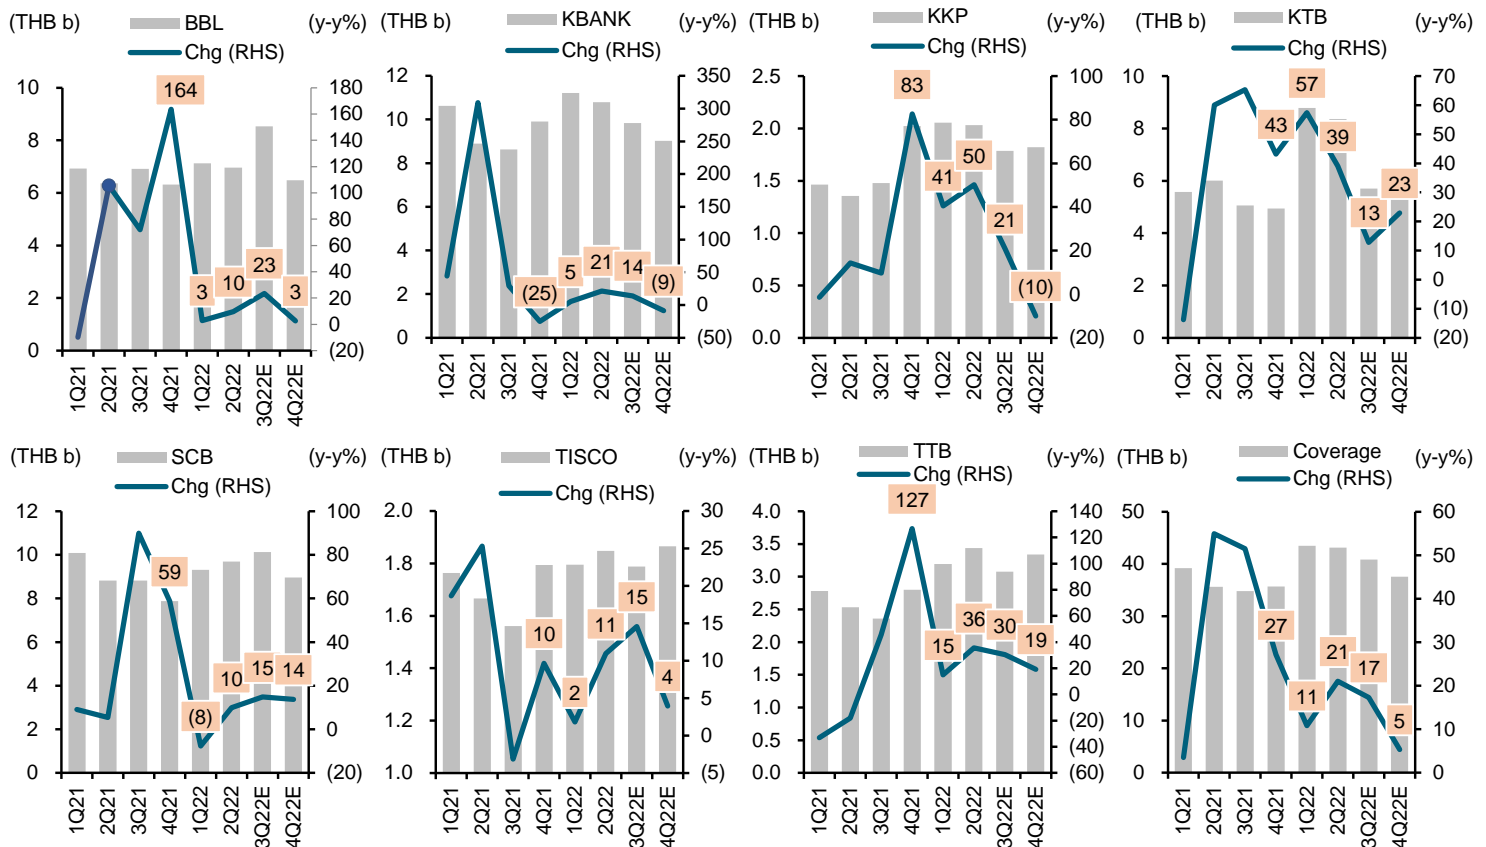 (THB b) BBL (y-y%)
Chg (RHS)
10 180
160
8 140
120
6 100
80
4 60
40
2 20
0
0 (20)
164 3 10 23 3
1Q21 2Q21 3Q21 4Q21 1Q22 2Q22 3Q22E 4Q22E
(THB b) KBANK (y-y%)
Chg (RHS)
12 350
300
10 250
8 200
6 150
100
4 50
2 0
0 (50)
(25) 5 21 14 (9)
1Q21 2Q21 3Q21 4Q21 1Q22 2Q22 3Q22E 4Q22E
(THB b) KKP (y-y%)
Chg (RHS)
2.5 100
2.0 80
60
1.5 40
1.0 20
0.5 0
0.0 (20)
83 41 50 21 (10)
1Q21 2Q21 3Q21 4Q21 1Q22 2Q22 3Q22E 4Q22E
(THB b) KTB (y-y%)
Chg (RHS)
10 70
60
8 50
40
6 30
4 20
10
2 0
(10)
0 (20)
43 57 39 13 23
1Q21 2Q21 3Q21 4Q21 1Q22 2Q22 3Q22E 4Q22E
(THB b) SCB (y-y%)
Chg (RHS)
12 100
10 80
8 60
6 40
4 20
2 0
0 (20)
59 (8) 10 15 14
1Q21 2Q21 3Q21 4Q21 1Q22 2Q22 3Q22E 4Q22E
(THB b) TISCO (y-y%)
Chg (RHS)
2.0 30
25
1.8 20
1.6 15
10
1.4 5
1.2 0
1.0 (5)
10 2 11 15 4
1Q21 2Q21 3Q21 4Q21 1Q22 2Q22 3Q22E 4Q22E
(THB b) TTB (y-y%)
Chg (RHS)
4.0 140
3.5 120
100
3.0 80
2.5 60
2.0 40
20
1.5 0
1.0 (20)
0.5 (40)
0.0 (60)
127 15 36 30 19
1Q21 2Q21 3Q21 4Q21 1Q22 2Q22 3Q22E 4Q22E
(THB b) Coverage (y-y%)
Chg (RHS)
50 60
40 50
40
30 30
20 20
10 10
0 0
27 11 21 17 5
1Q21 2Q21 3Q21 4Q21 1Q22 2Q22 3Q22E 4Q22E